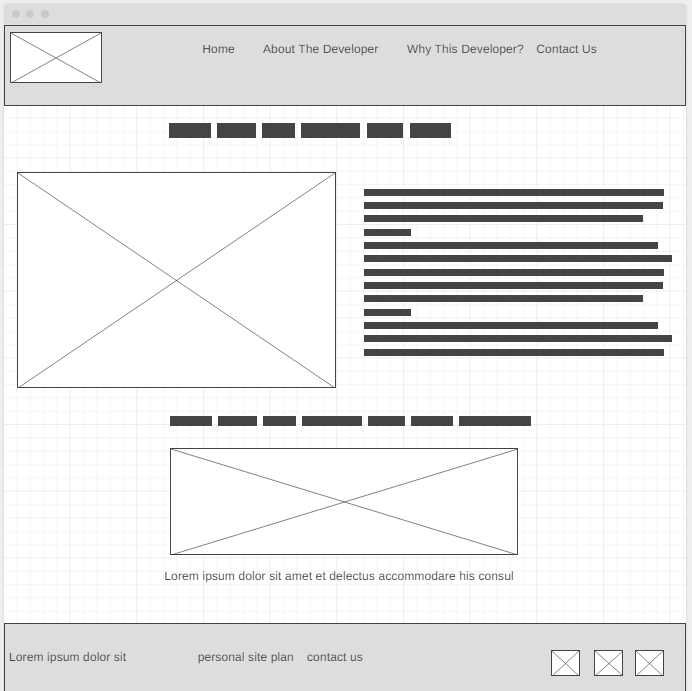 Home About The Developer Why This Developer? Contact Us
Lorem ipsum dolor sit amet et delectus accommodare his consul
Lorem ipsum dolor sit personal site plan contact us